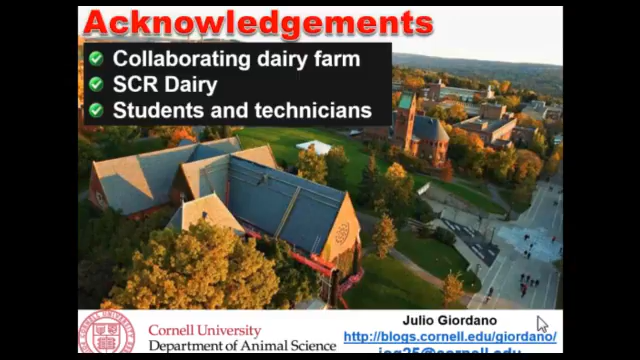 Acknowledgements
Collaborating dairy farm
SCR Dairy
Students and technicians
Cornell University
Department of Animal Science
Julio Giordano
http://blogs.cornell.edu/giordano/